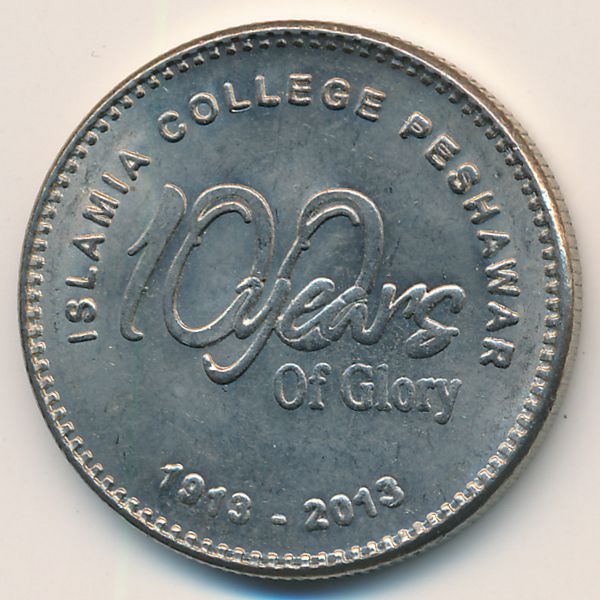 ISLAMIA COLLEGE PESHAWAR
100 years
Of Glory
1913 - 2013